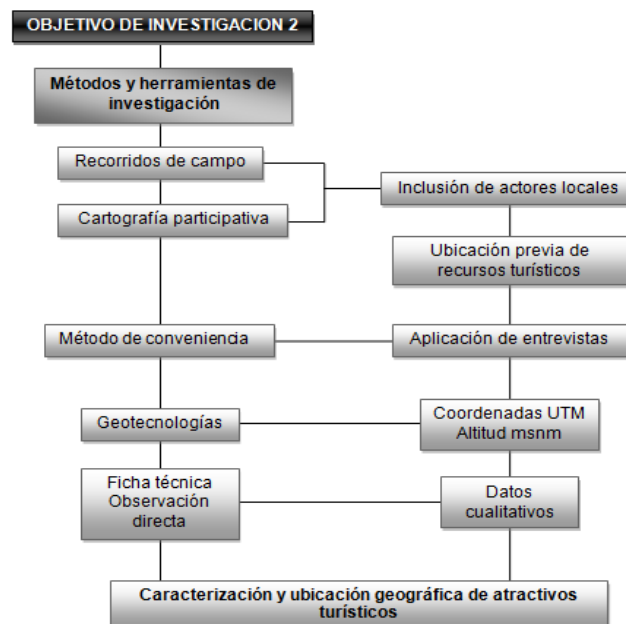 OBJETIVO DE INVESTIGACION 2
Métodos y herramientas de
investigación
Recorridos de campo
Inclusión de actores locales
Cartografía participativa
Ubicación previa de
recursos turísticos
Método de conveniencia
Aplicación de entrevistas
Geotecnologías
Coordenadas UTM
Altitud msnm
Ficha técnica
Observación
directa
Datos
cualitativos
Caracterización y ubicación geográfica de atractivos
turísticos